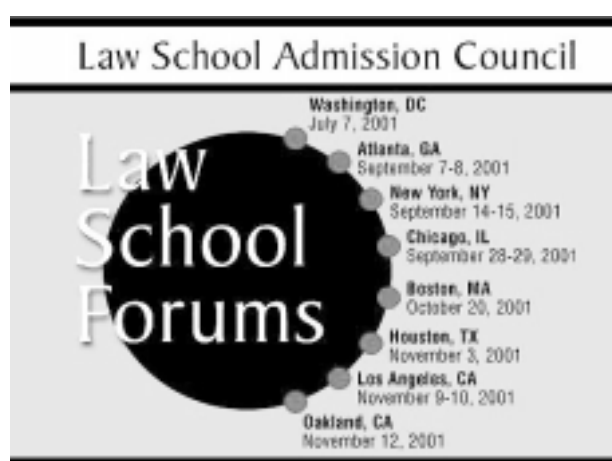 Law School Admission Council
Law
School
Forums
Washington, DC
July 7, 2001
Atlanta, GA
September 7-8, 2001
New York, NY
September 14-15, 2001
Chicago, IL
September 28-29, 2001
Boston, MA
October 20, 2001
Houston, TX
November 3, 2001
Los Angeles, CA
November 9-10, 2001
Oakland, CA
November 12, 2001